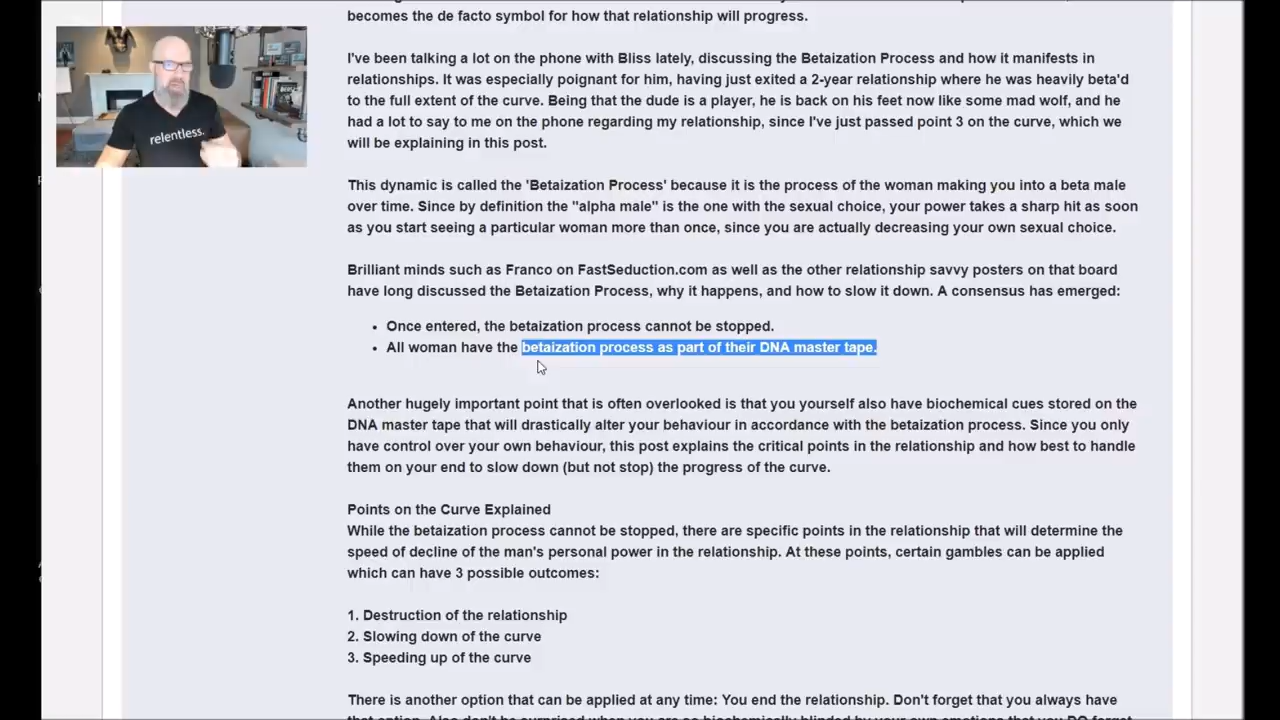 becomes the de facto symbol for how that relationship will progress.
I've been talking a lot on the phone with Bliss lately, discussing the Betaization Process and how it manifests in
relationships. It was especially poignant for him, having just exited a 2-year relationship where he was heavily beta'd
to the full extent of the curve. Being that the dude is a player, he is back on his feet now like some mad wolf, and he
had a lot to say to me on the phone regarding my relationship, since I've just passed point 3 on the curve, which we
will be explaining in this post.
relentless.
This dynamic is called the 'Betaization Process' because it is the process of the woman making you into a beta male
over time. Since by definition the "alpha male" is the one with the sexual choice, your power takes a sharp hit as soon
as you start seeing a particular woman more than once, since you are actually decreasing your own sexual choice.
Brilliant minds such as Franco on FastSeduction.com as well as the other relationship savvy posters on that board
have long discussed the Betaization Process, why it happens, and how to slow it down. A consensus has emerged:
• Once entered, the betaization process cannot be stopped.
• All woman have the betaization process as part of their DNA master tape.
Another hugely important point that is often overlooked is that you yourself also have biochemical cues stored on the
DNA master tape that will drastically alter your behaviour in accordance with the betaization process. Since you only
have control over your own behaviour, this post explains the critical points in the relationship and how best to handle
them on your end to slow down (but not stop) the progress of the curve.
Points on the Curve Explained
While the betaization process cannot be stopped, there are specific points in the relationship that will determine the
speed of decline of the man's personal power in the relationship. At these points, certain gambles can be applied
which can have 3 possible outcomes:
1. Destruction of the relationship
2. Slowing down of the curve
3. Speeding up of the curve
There is another option that can be applied at any time: You end the relationship. Don't forget that you always have